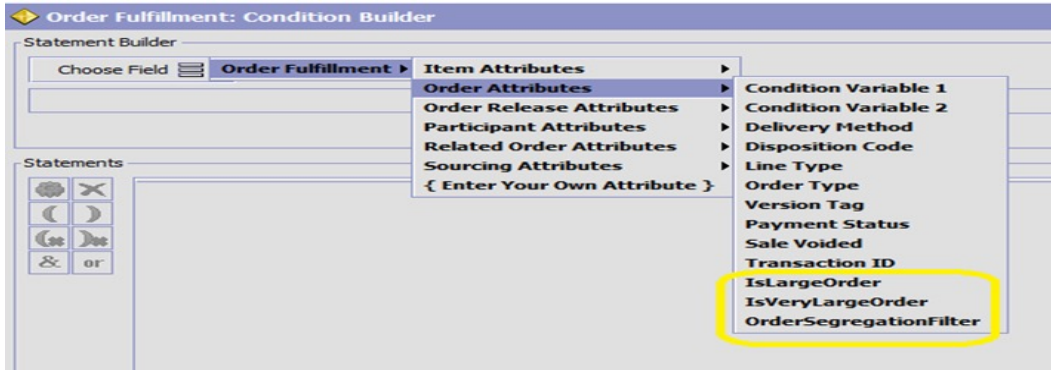 Order Fulfillment: Condition Builder
Statement Builder
Choose Field
Order Fulfillment
Item Attributes
Order Attributes
Order Release Attributes
Participant Attributes
Related Order Attributes
Sourcing Attributes
{ Enter Your Own Attribute }
Condition Variable 1
Condition Variable 2
Delivery Method
Disposition Code
Line Type
Order Type
Version Tag
Payment Status
Sale Voided
Transaction ID
IsLargeOrder
IsVeryLargeOrder
OrderSegregationFilter
Statements
( )
& or